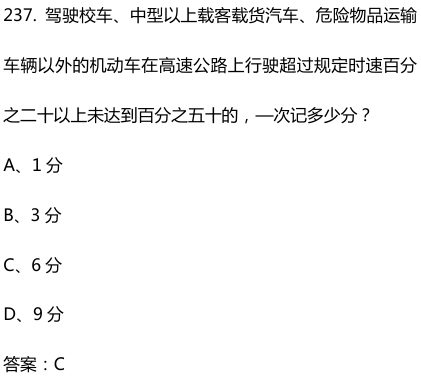 237. 驾驶校车、中型以上载客载货汽车、危险物品运输
车辆以外的机动车在高速公路上行驶超过规定时速百分
之二十以上未达到百分之五十的，—次记多少分？
A、1 分
B、3 分
C、6 分
D、9 分
答案：C